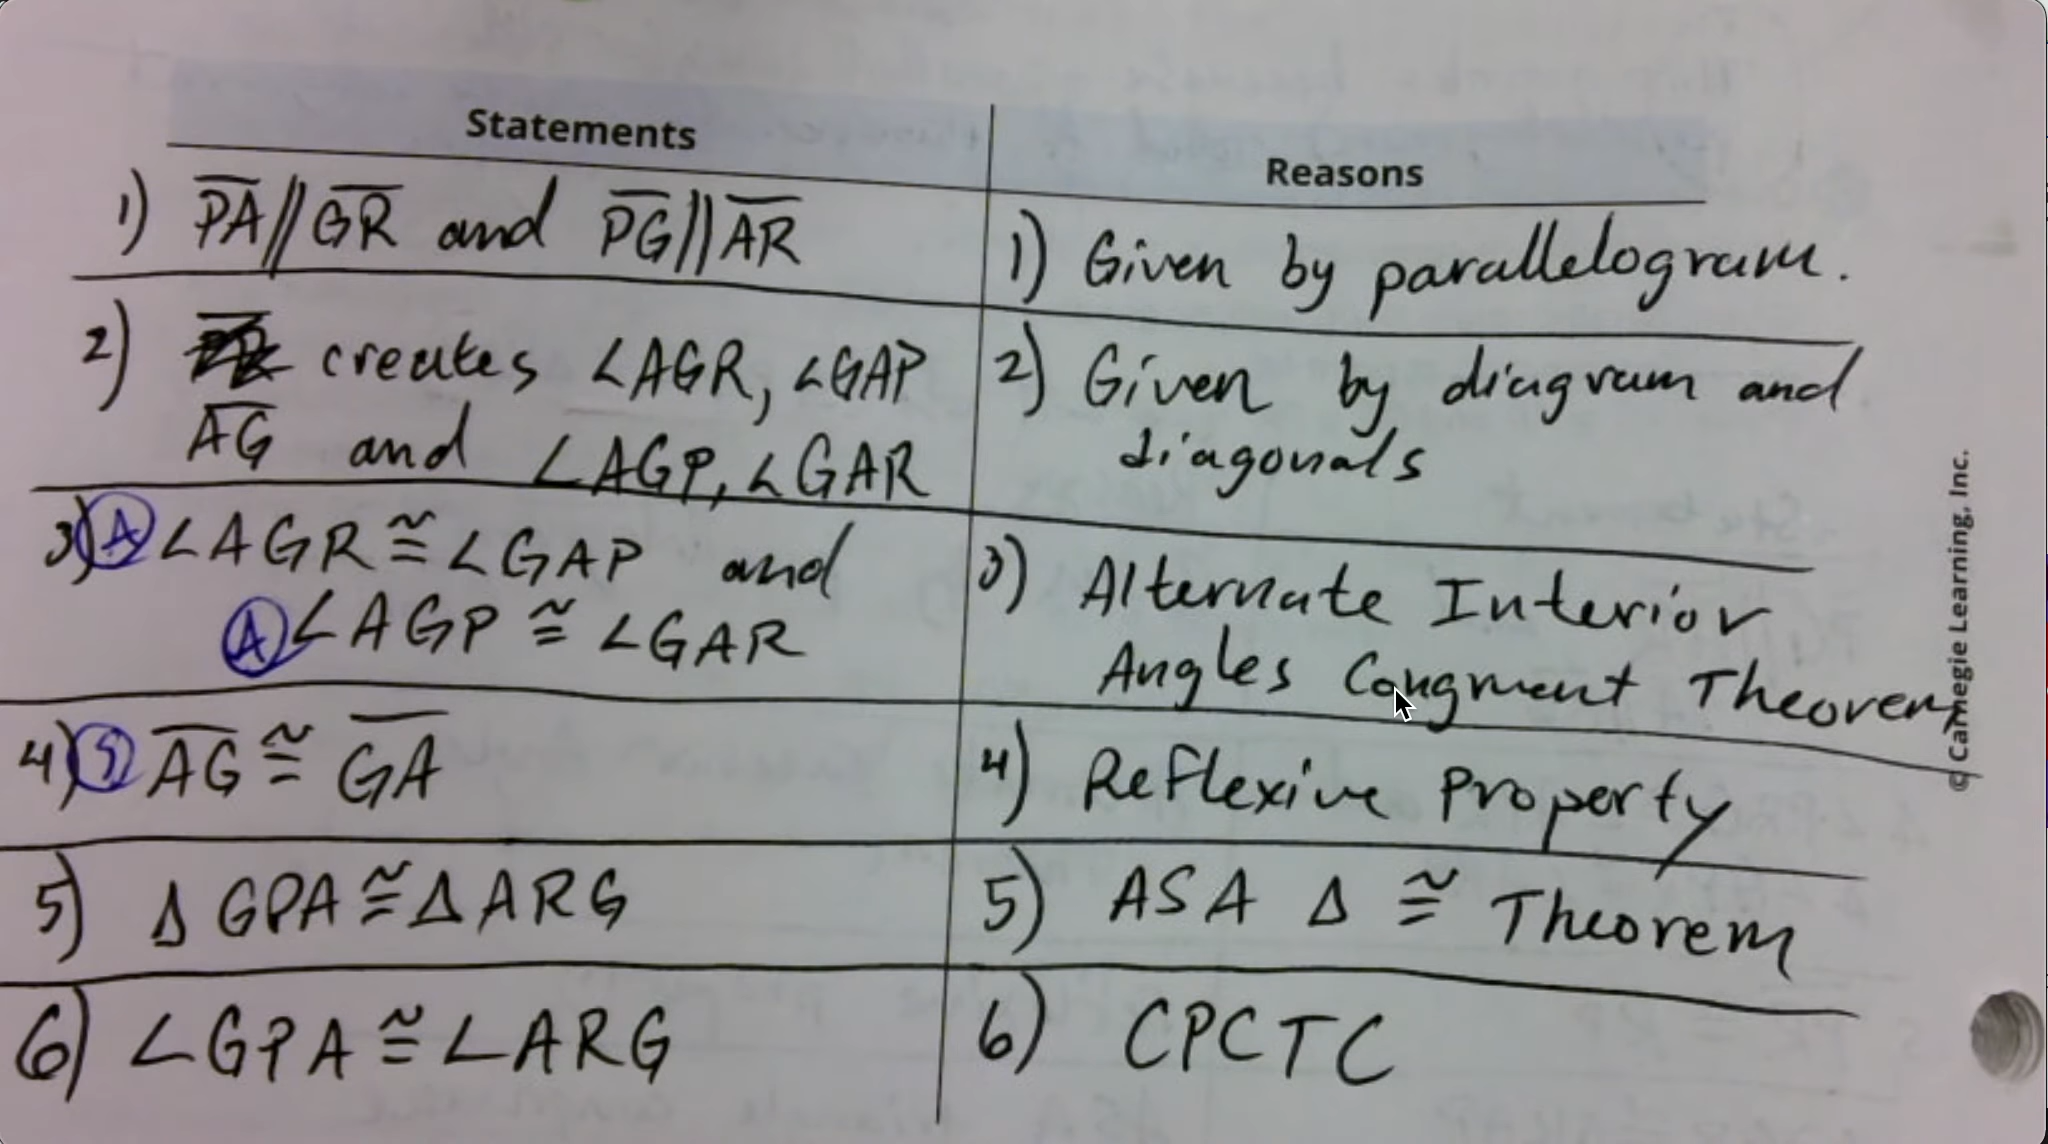 Statements
Reasons
1) PA // GR and PG || AR
1) Given by parallelogram.
2) creates ∠AGR, ∠GAP
AG and ∠AGP, ∠GAR
2) Given by diagram and
diagonals
3) A ∠AGR ≅ ∠GAP and
A ∠AGP ≅ ∠GAR
3) Alternate Interior
Angles Congruent Theorem
4) S AG ≅ GA
4) Reflexive Property
5) Δ GPA ≅ Δ ARG
5) ASA Δ ≅ Theorem
6) ∠GPA ≅ ∠ARG
6) CPCTC
© Carnegie Learning, Inc.